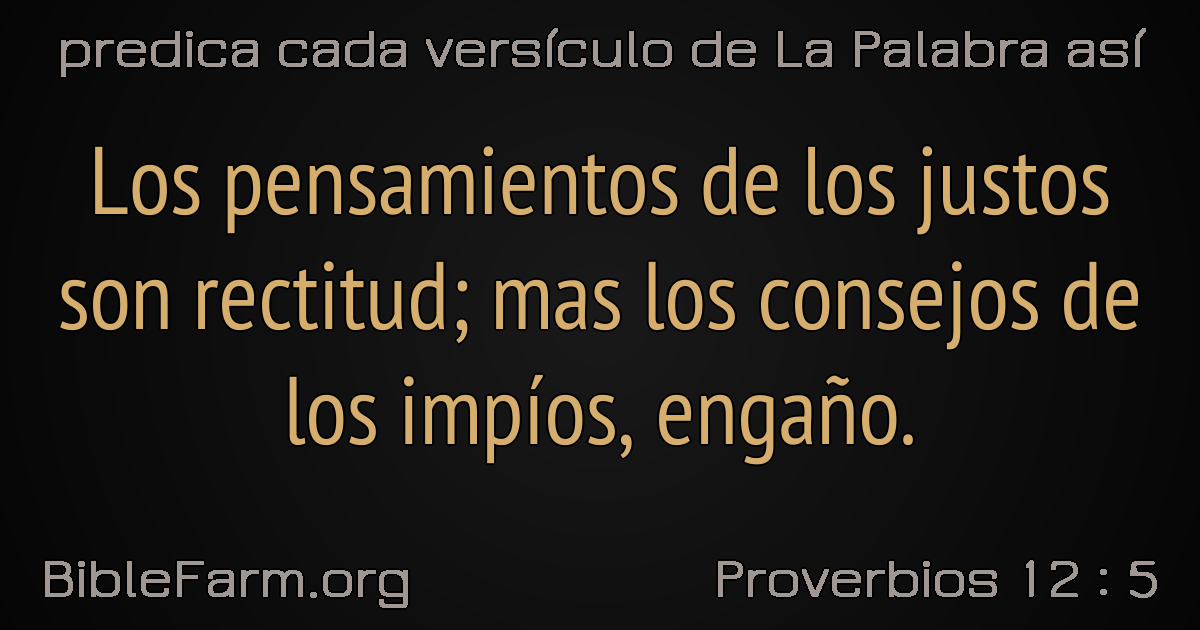 predica cada versículo de La Palabra así
Los pensamientos de los justos
son rectitud; mas los consejos de
los impíos, engaño.
BibleFarm.org
Proverbios 12 : 5